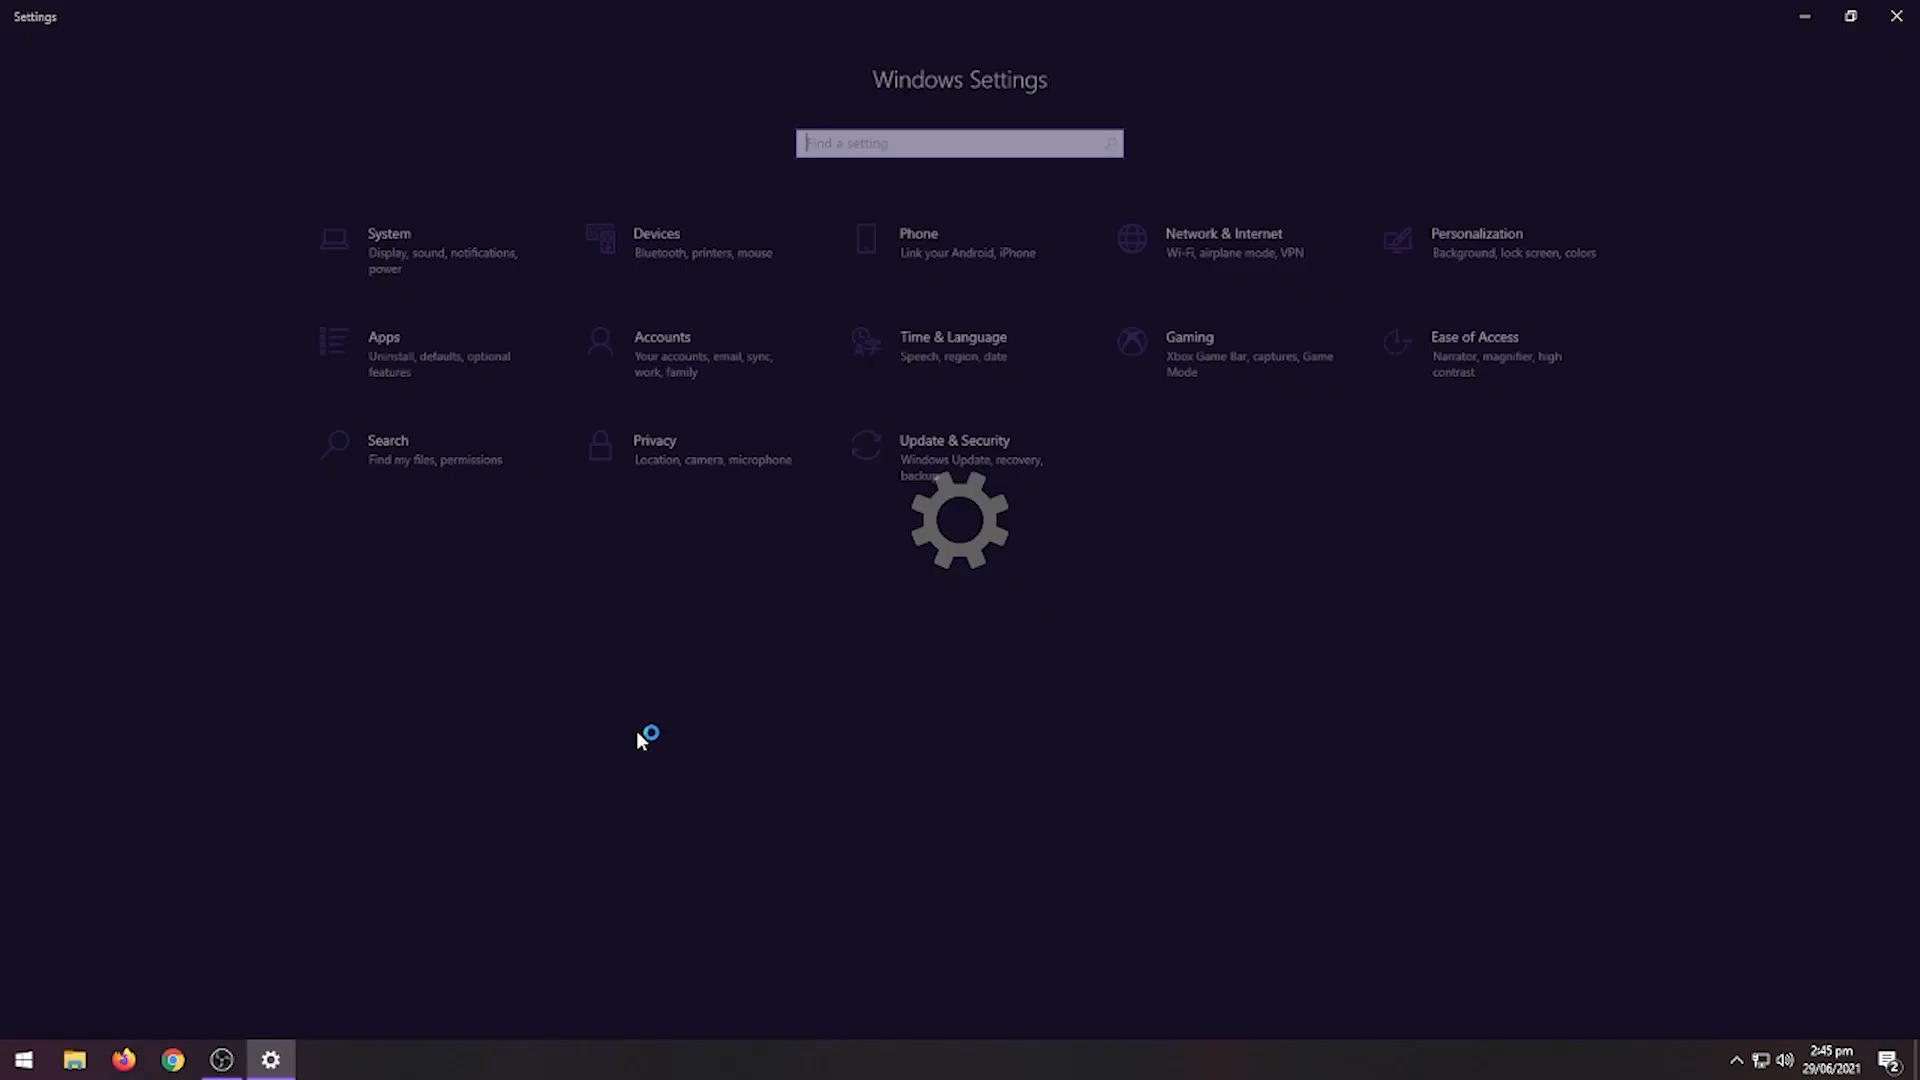 Settings
Windows Settings
Find a setting
System
Display, sound, notifications,
power
Devices
Bluetooth, printers, mouse
Phone
Link your Android, iPhone
Network & Internet
Wi-Fi, airplane mode, VPN
Personalization
Background, lock screen, colors
Apps
Uninstall, defaults, optional
features
Accounts
Your accounts, email, sync,
work, family
Time & Language
Speech, region, date
Gaming
Xbox Game Bar, captures, Game
Mode
Ease of Access
Narrator, magnifier, high
contrast
Search
Find my files, permissions
Privacy
Location, camera, microphone
Update & Security
Windows Update, recovery,
backup
2:45 pm
29/06/2021
2